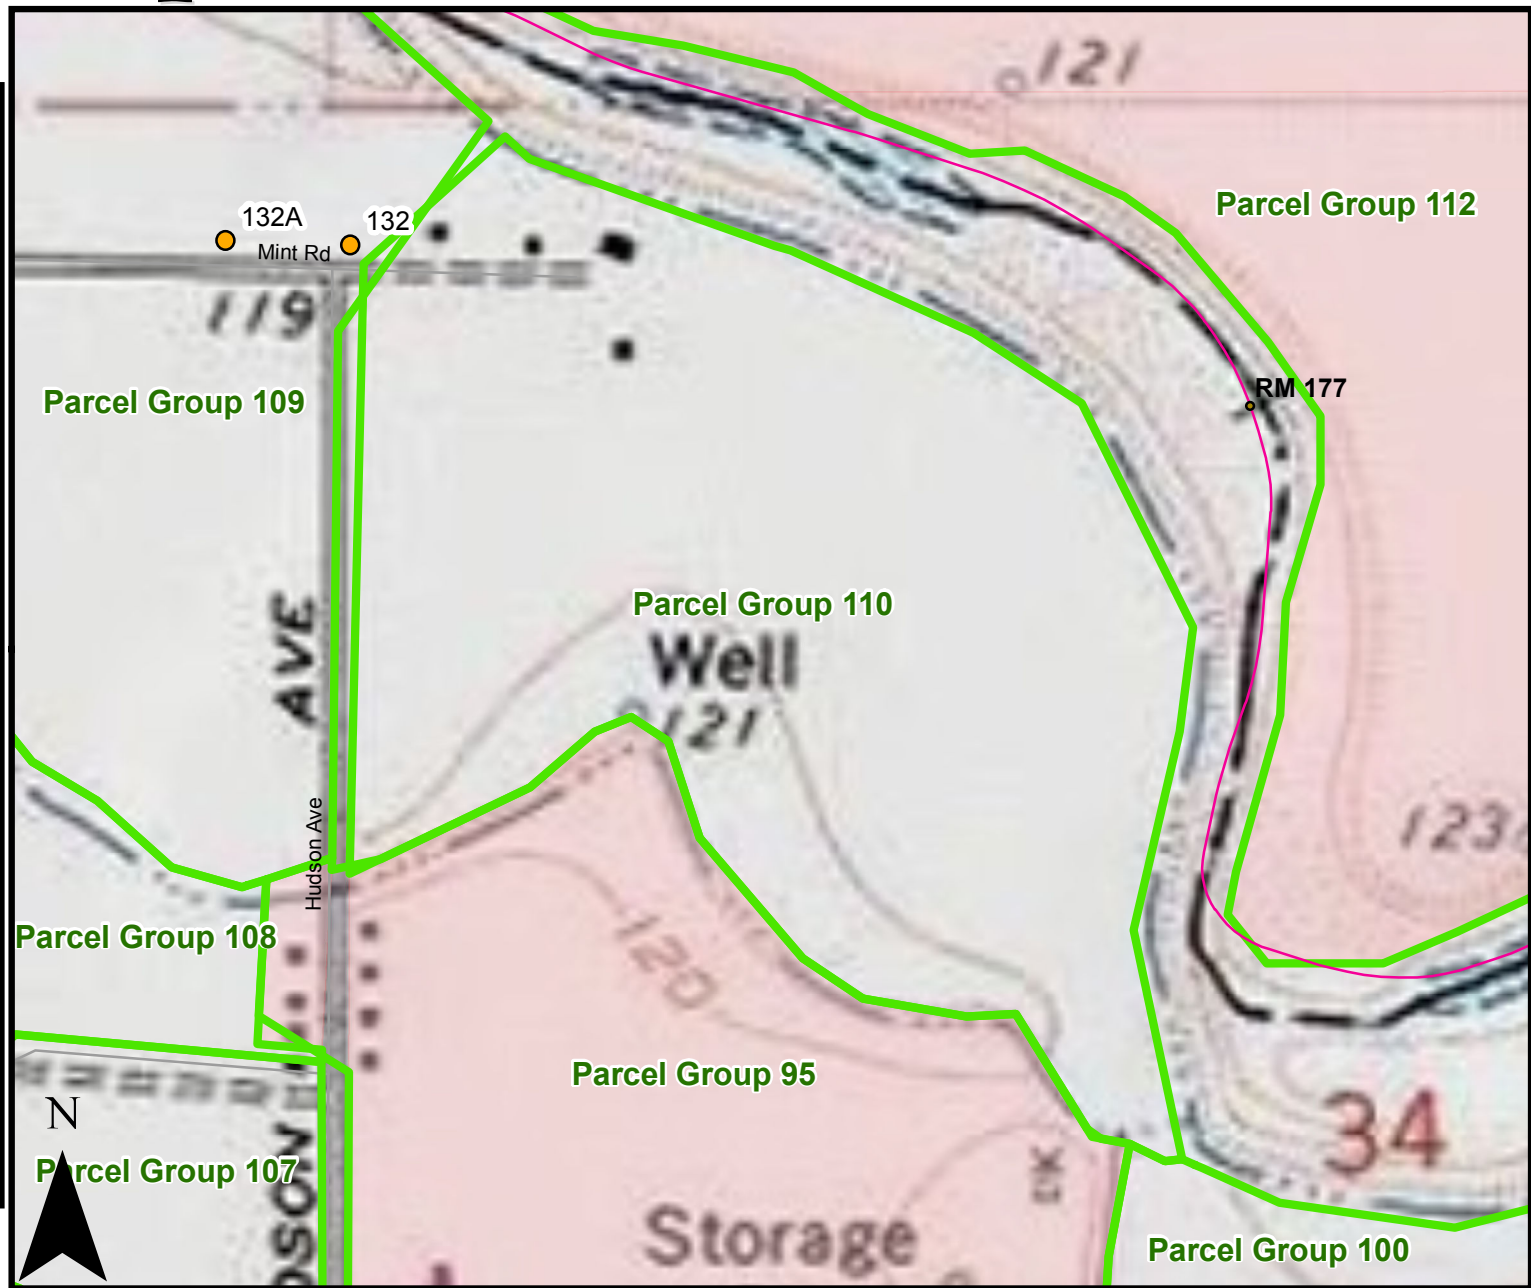 121
Parcel Group 112
132A
132
Mint Rd
119
RM 177
Parcel Group 109
Parcel Group 110
AVE
Well
121
Hudson Ave
123
Parcel Group 108
120
Parcel Group 95
N
34
Parcel Group 107
Storage
Parcel Group 100